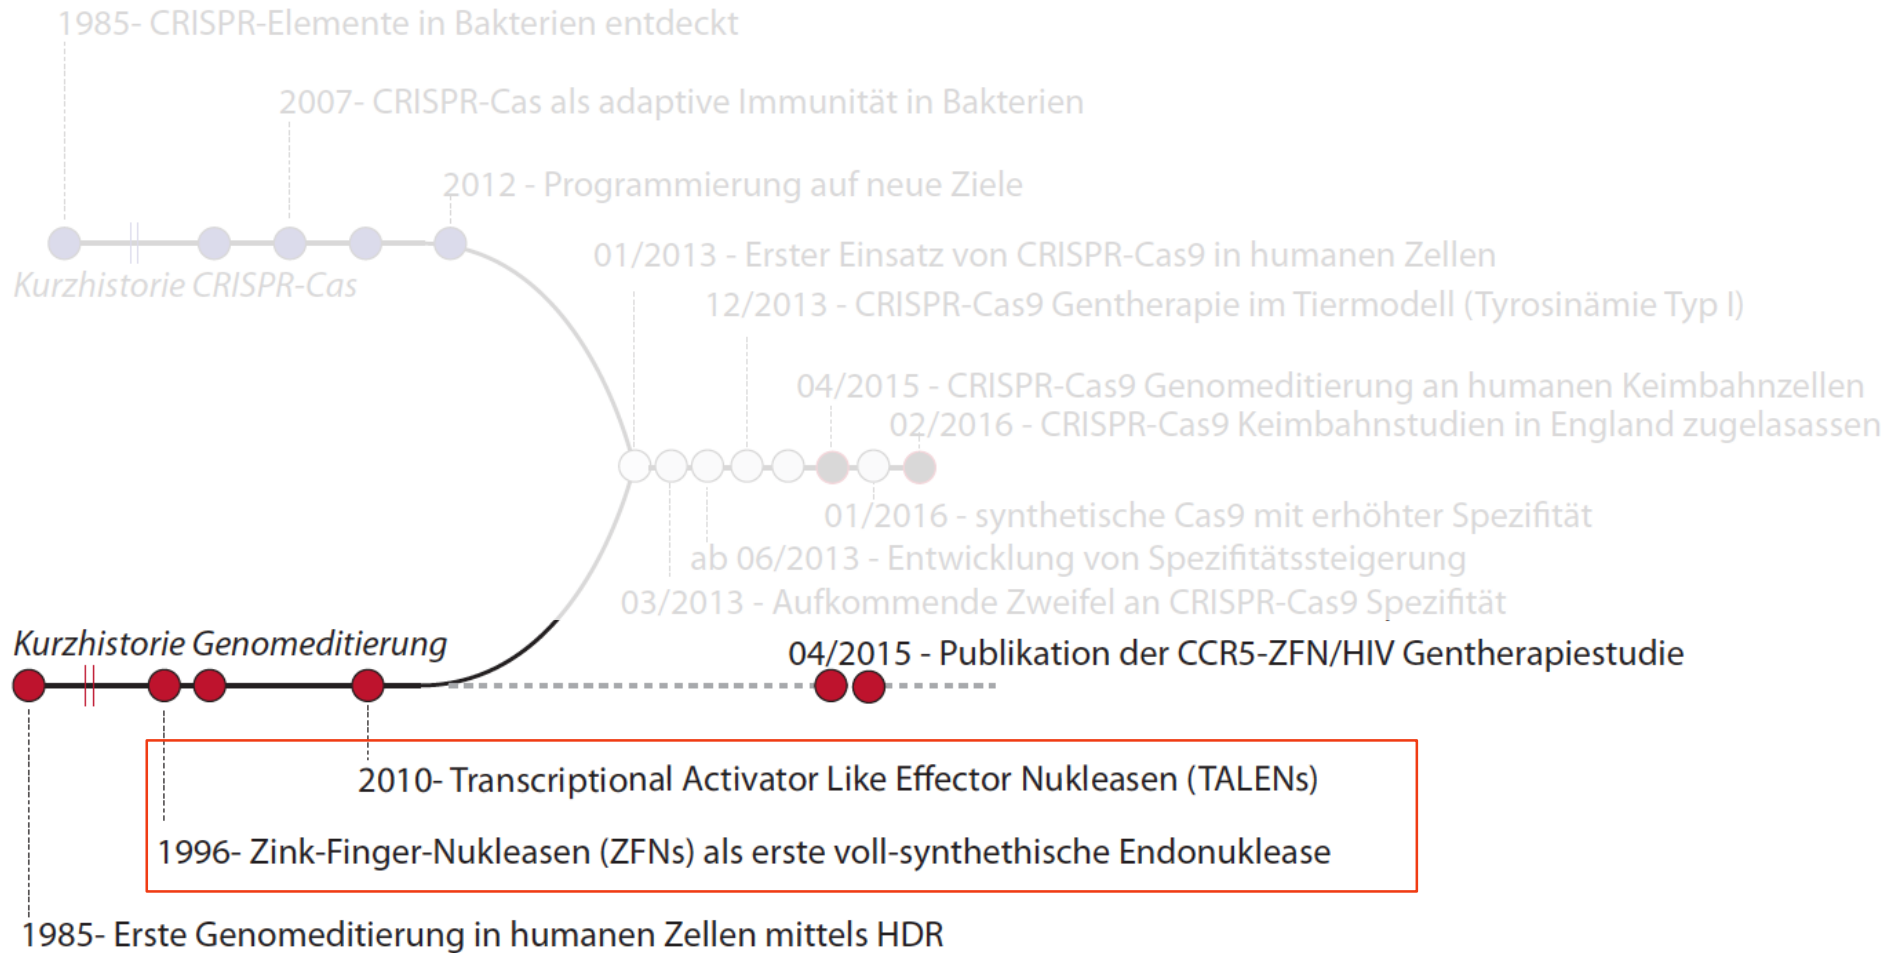 1985- CRISPR-Elemente in Bakterien entdeckt
2007- CRISPR-Cas als adaptive Immunität in Bakterien
2012 - Programmierung auf neue Ziele
01/2013 - Erster Einsatz von CRISPR-Cas9 in humanen Zellen
Kurzhistorie CRISPR-Cas
12/2013 - CRISPR-Cas9 Gentherapie im Tiermodell (Tyrosinämie Typ I)
04/2015 - CRISPR-Cas9 Genomeditierung an humanen Keimbahnzellen
02/2016 - CRISPR-Cas9 Keimbahnstudien in England zugelasassen
01/2016 - synthetische Cas9 mit erhöhter Spezifität
ab 06/2013 - Entwicklung von Spezifitätssteigerung
03/2013 - Aufkommende Zweifel an CRISPR-Cas9 Spezifität
Kurzhistorie Genomeditierung
04/2015 - Publikation der CCR5-ZFN/HIV Gentherapiestudie
2010- Transcriptional Activator Like Effector Nukleasen (TALENs)
1996- Zink-Finger-Nukleasen (ZFNs) als erste voll-synthethische Endonuklease
1985- Erste Genomeditierung in humanen Zellen mittels HDR